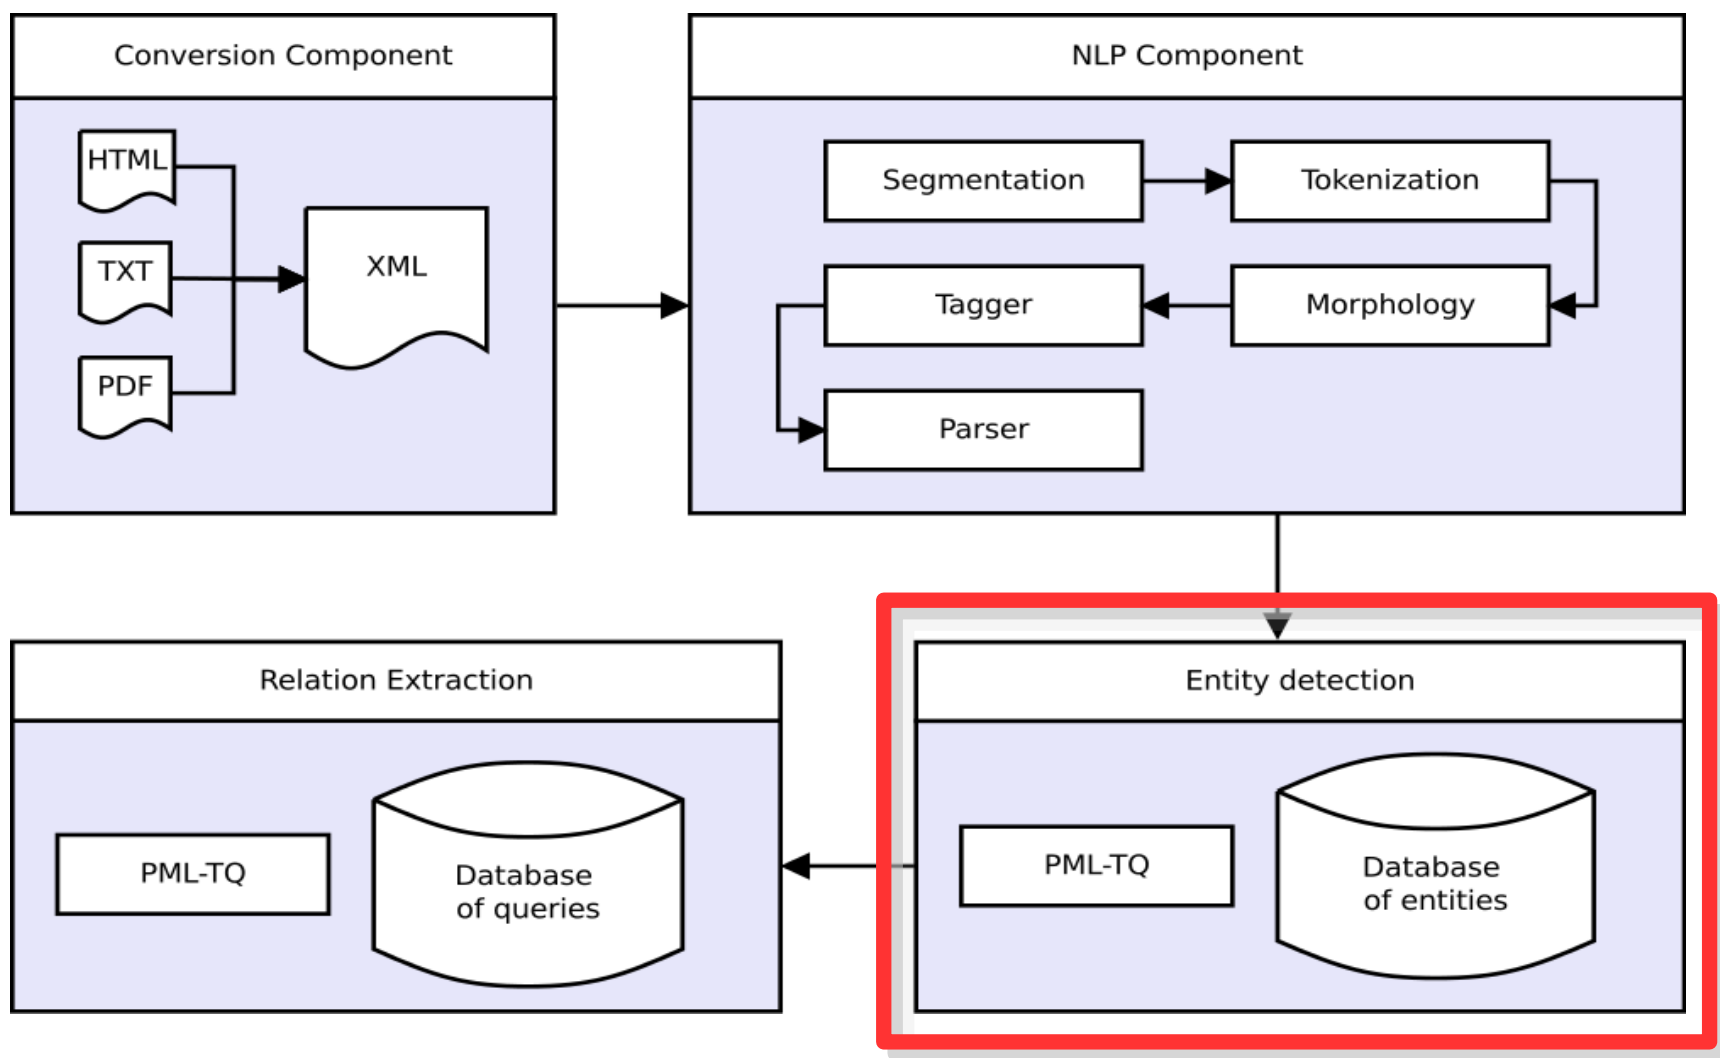 Conversion Component
HTML
TXT
PDF
XML
NLP Component
Segmentation
Tokenization
Tagger
Morphology
Parser
Relation Extraction
PML-TQ
Database
of queries
Entity detection
PML-TQ
Database
of entities